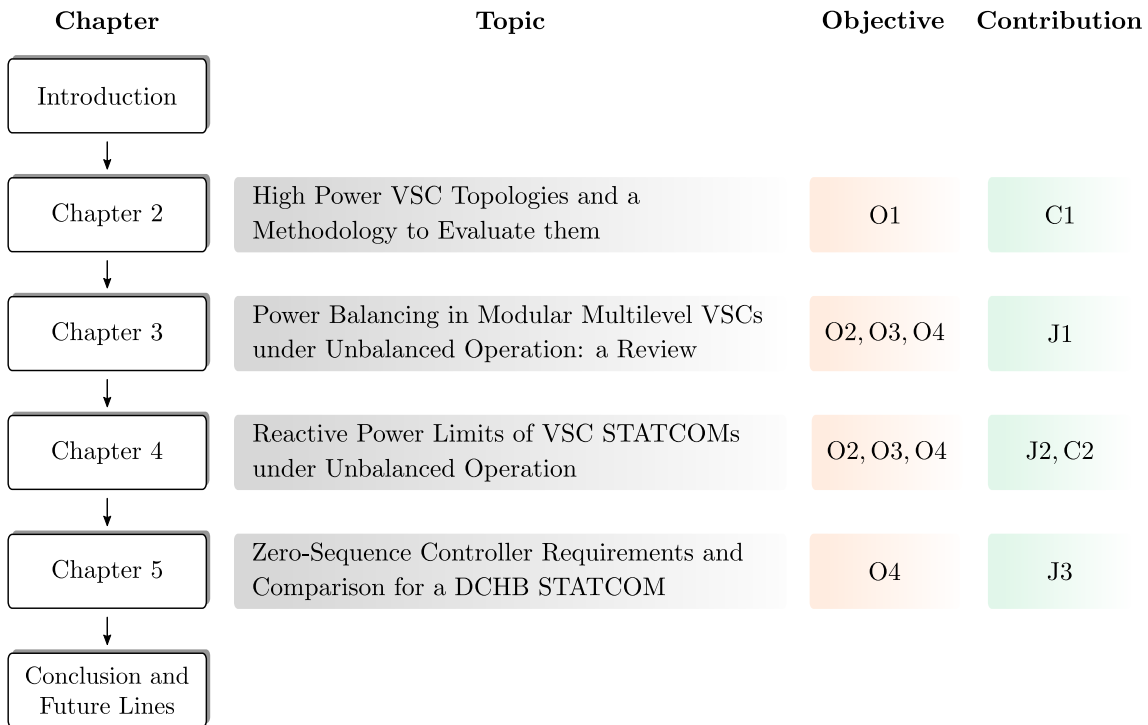 Chapter Topic Objective Contribution
Introduction
Chapter 2
High Power VSC Topologies and a
Methodology to Evaluate them
O1
C1
Chapter 3
Power Balancing in Modular Multilevel VSCs
under Unbalanced Operation: a Review
O2, O3, O4
J1
Chapter 4
Reactive Power Limits of VSC STATCOMs
under Unbalanced Operation
O2, O3, O4
J2, C2
Chapter 5
Zero-Sequence Controller Requirements and
Comparison for a DCHB STATCOM
O4
J3
Conclusion and
Future Lines